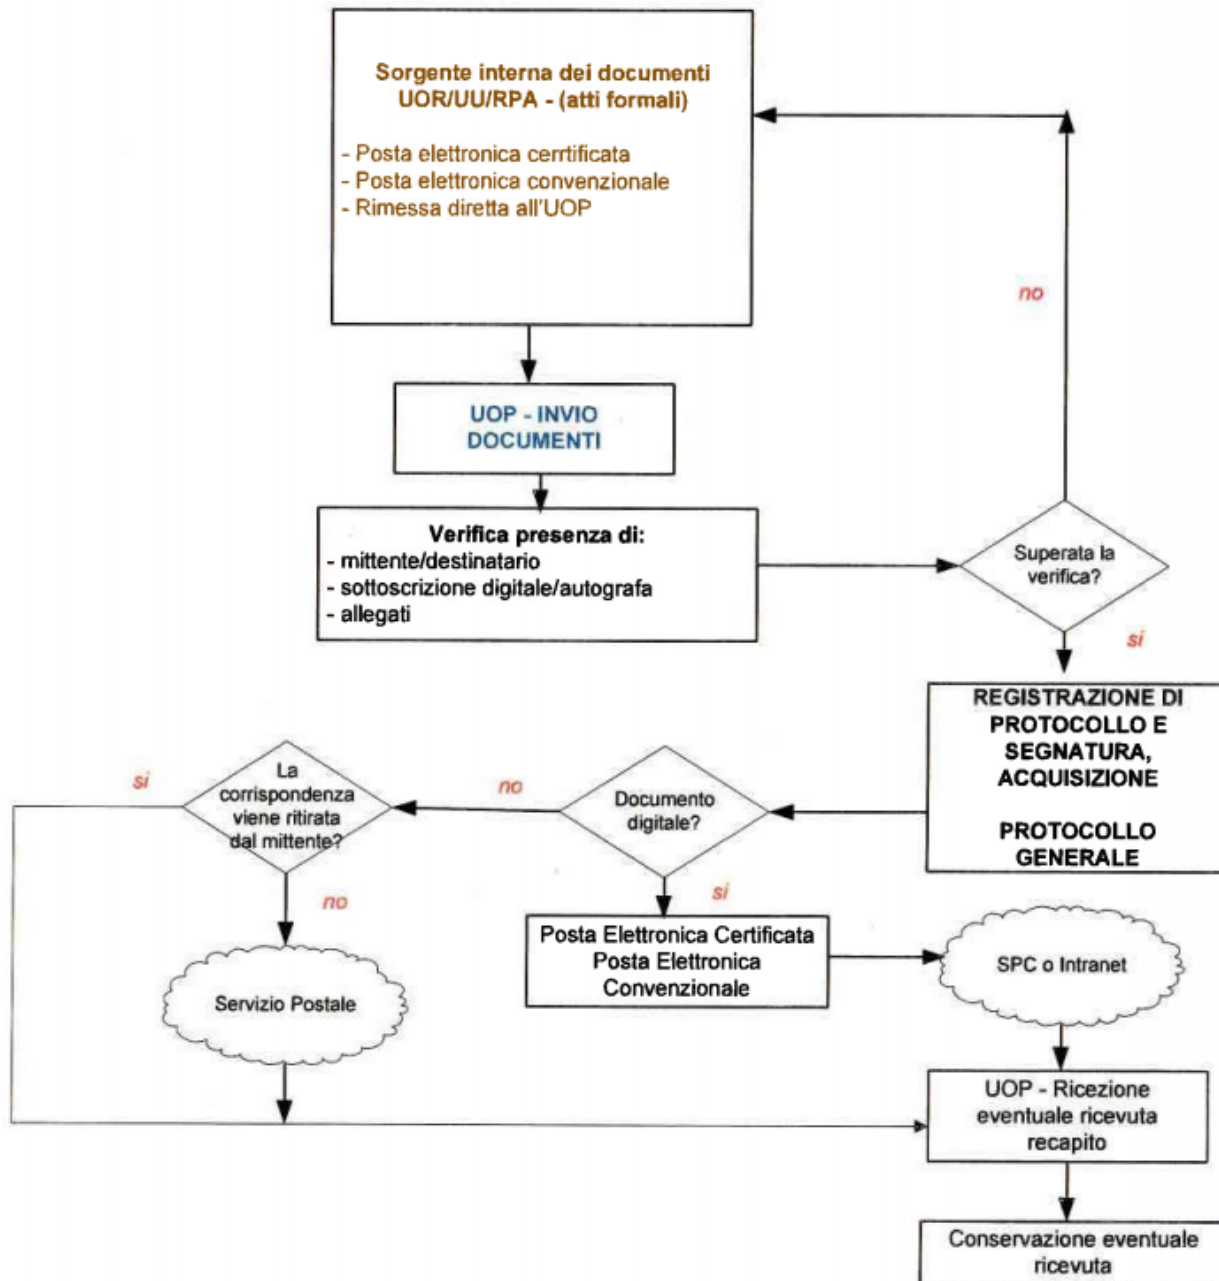 Sorgente interna dei documenti
UOR/UU/RPA - (atti formali)
- Posta elettronica cerrtificata
- Posta elettronica convenzionale
- Rimessa diretta all'UOP
no
UOP - INVIO
DOCUMENTI
Verifica presenza di:
- mittente/destinatario
- sottoscrizione digitale/autografa
- allegati
Superata la
verifica?
si
REGISTRAZIONE DI
PROTOCOLLO E
SEGNATURA,
ACQUISIZIONE
PROTOCOLLO
GENERALE
Documento
digitale?
no
La
corrispondenza
viene ritirata
dal mittente?
si
no
Servizio Postale
si
Posta Elettronica Certificata
Posta Elettronica
Convenzionale
SPC o Intranet
UOP - Ricezione
eventuale ricevuta
recapito
Conservazione eventuale
ricevuta